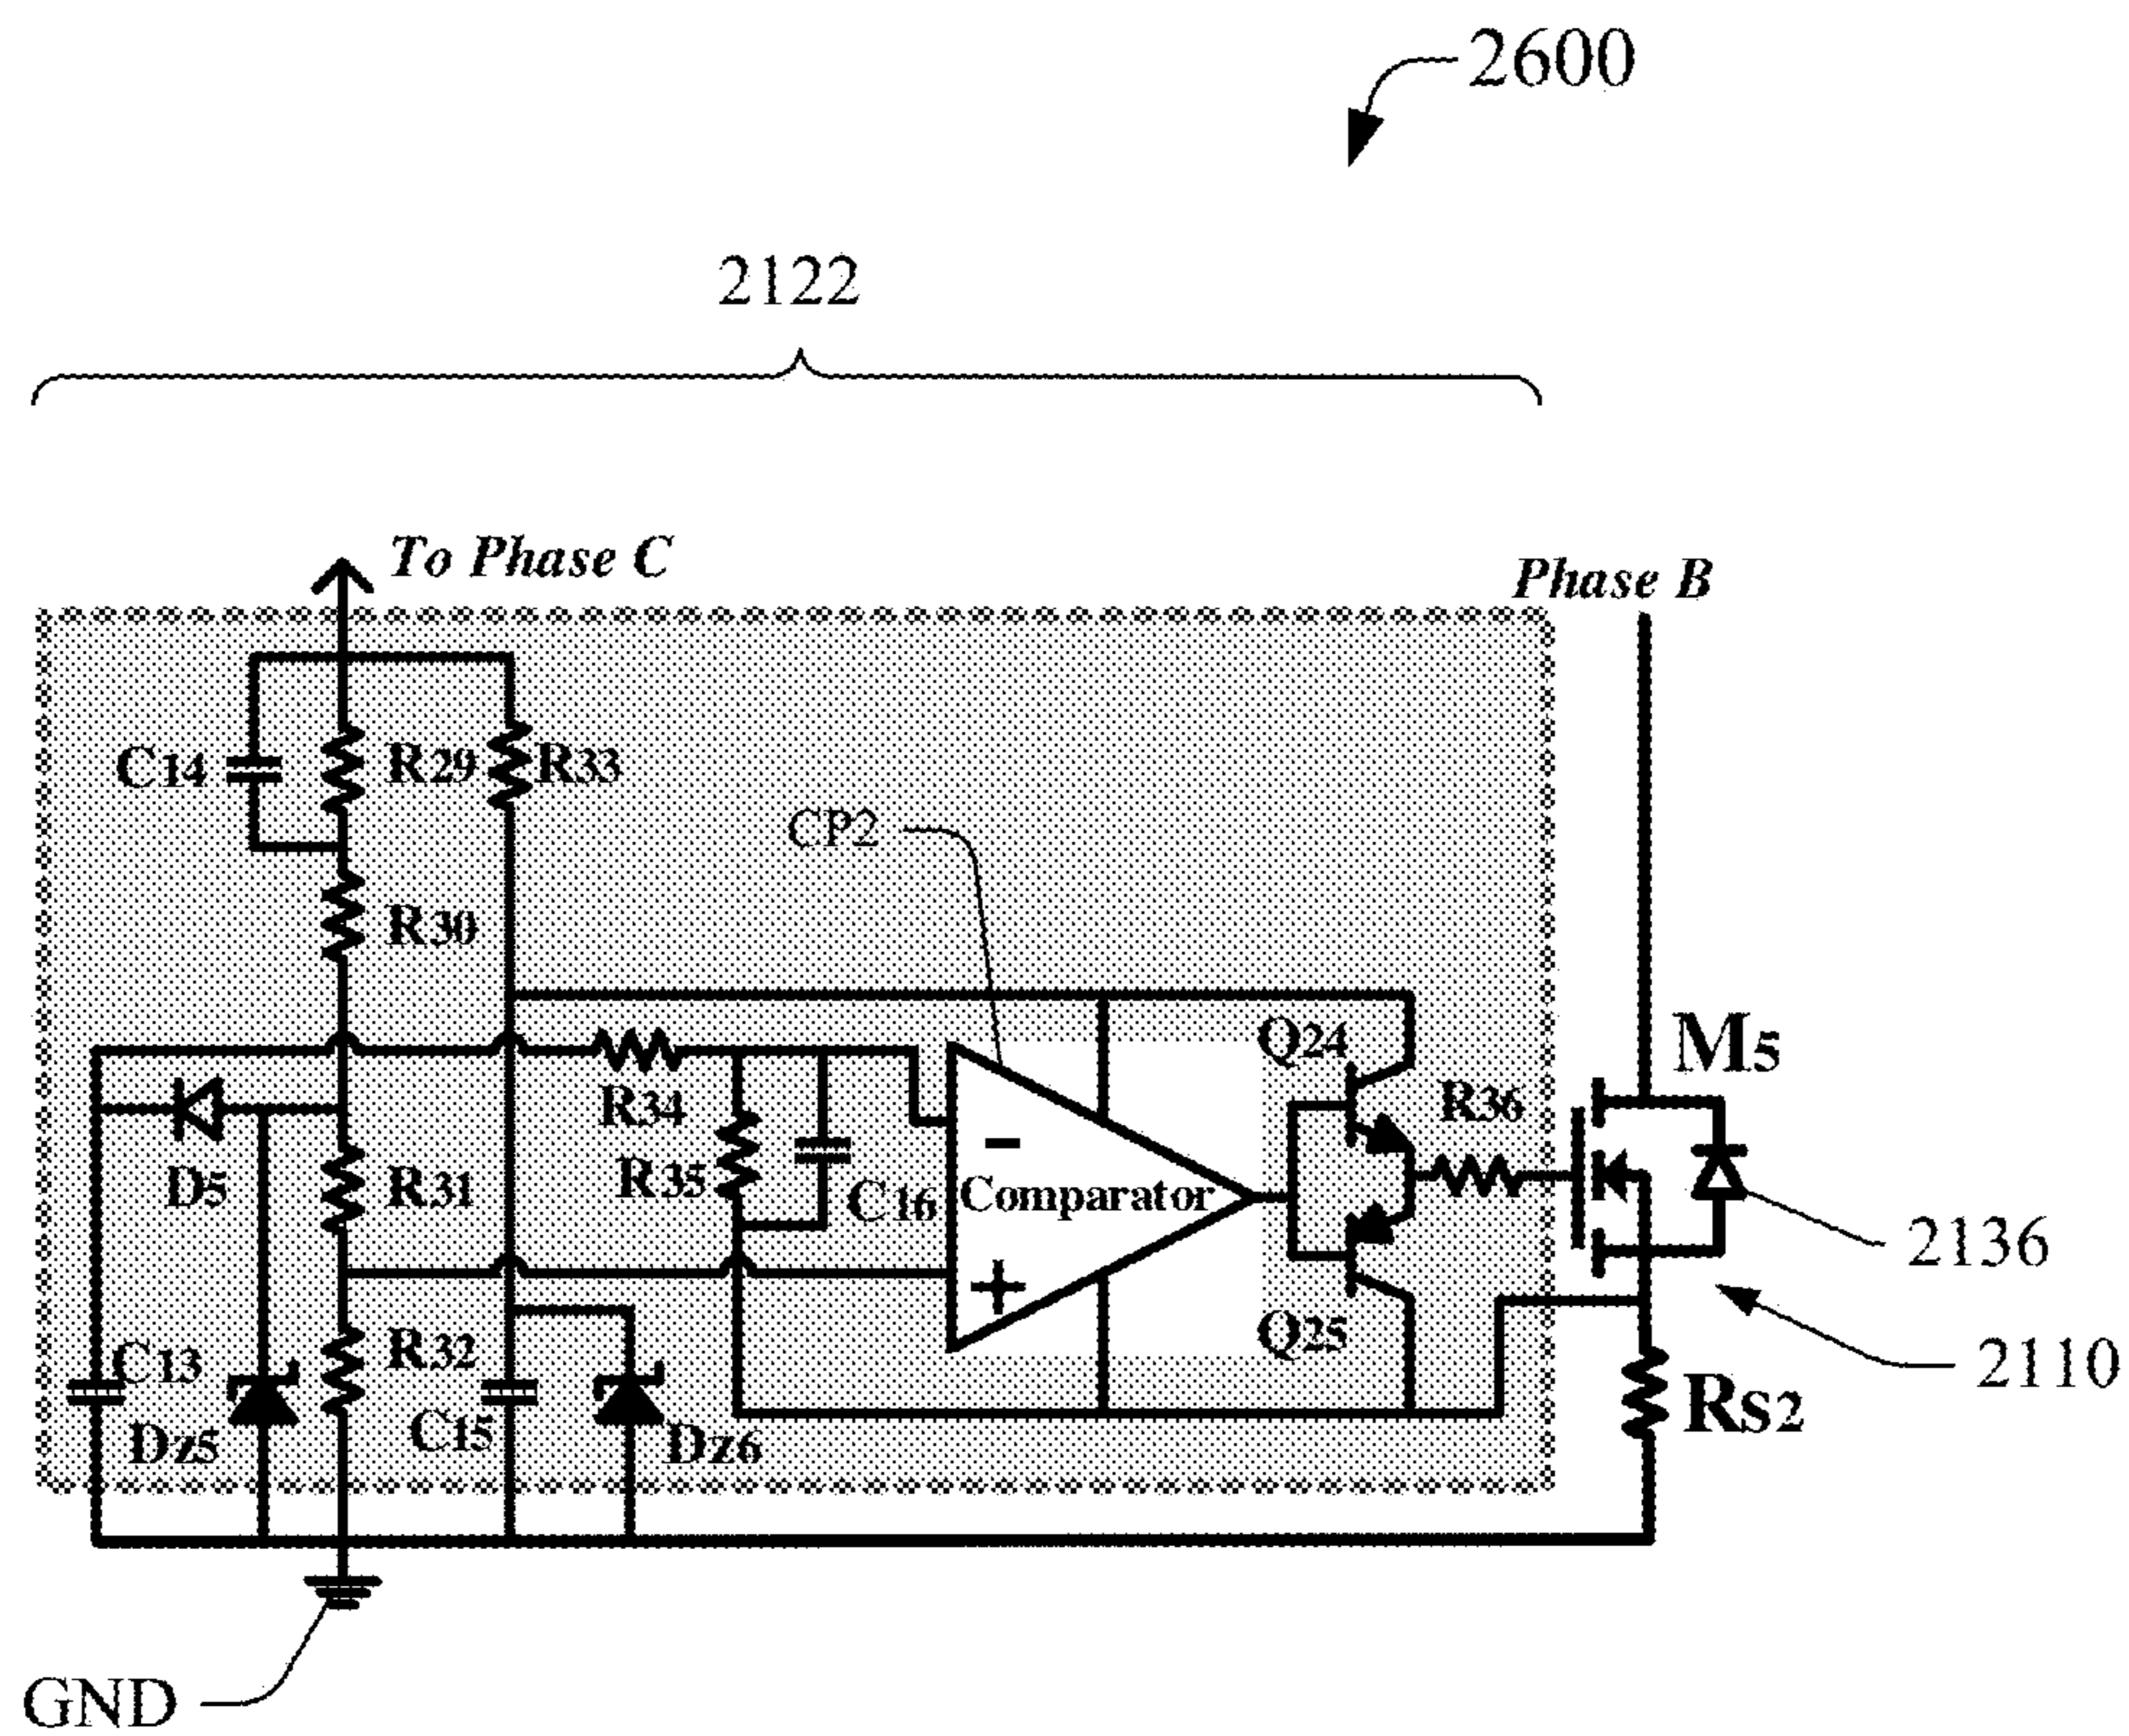 2600
2122
To Phase C
Phase B
C14
R29
R33
CP2
R30
M5
Q24
R36
R34
D5
R31
R35
C16
-
Comparator
+
2136
C13
R32
Q25
2110
Dz5
C15
Dz6
Rs2
GND